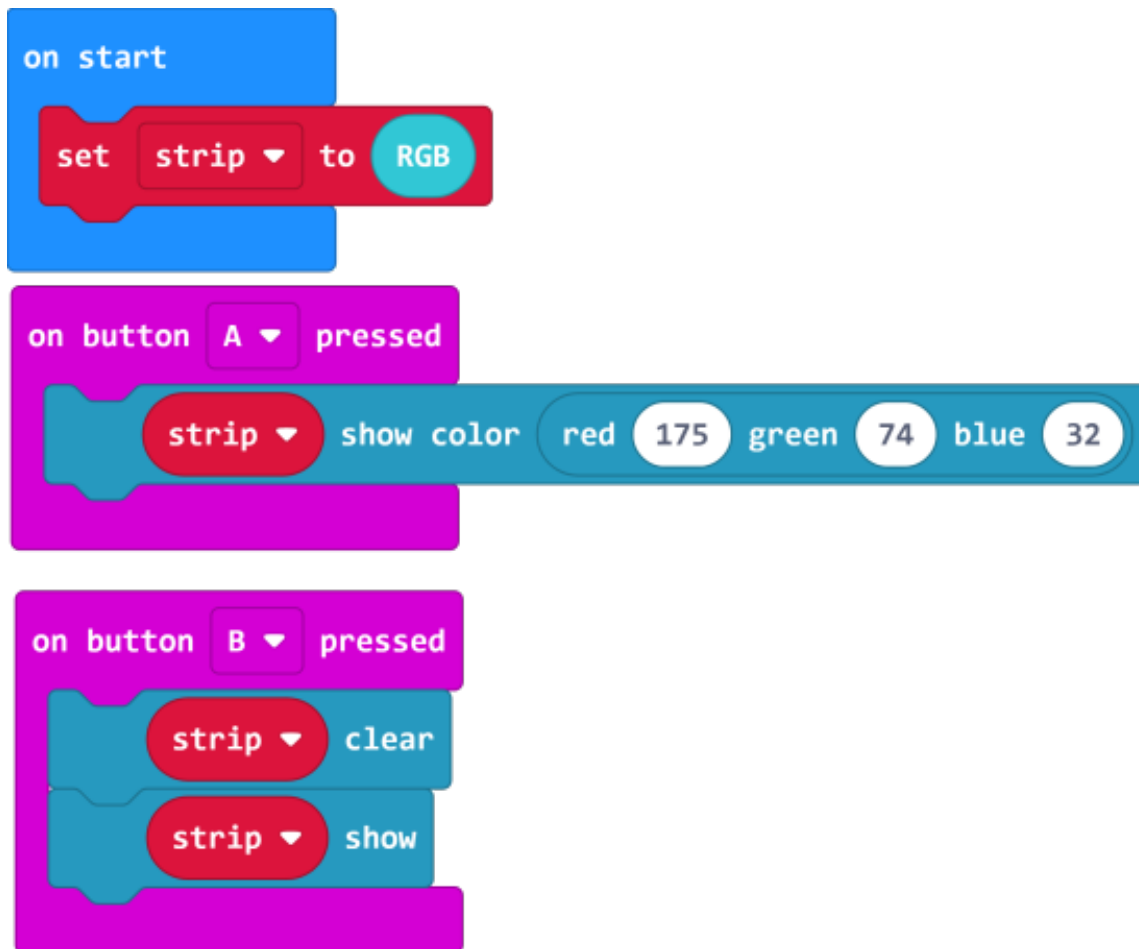 on start
set strip to RGB
on button A pressed
strip show color red 175 green 74 blue 32
on button B pressed
strip clear
strip show